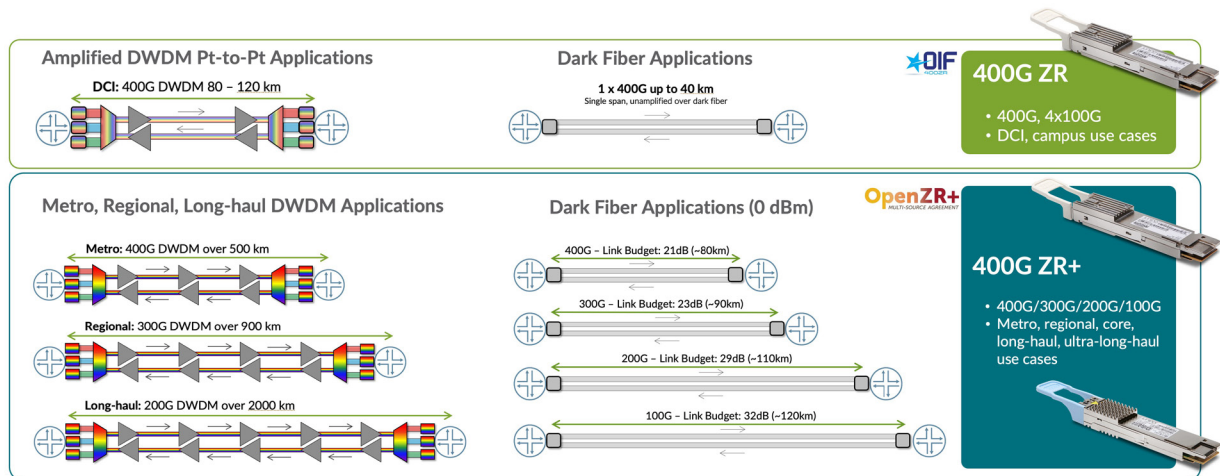 Amplified DWDM Pt-to-Pt Applications
DCI: 400G DWDM 80 – 120 km
Dark Fiber Applications
1 x 400G up to 40 km
Single span, unamplified over dark fiber
OIF
400ZR
400G ZR
• 400G, 4x100G
• DCI, campus use cases
Metro, Regional, Long-haul DWDM Applications
Metro: 400G DWDM over 500 km
Regional: 300G DWDM over 900 km
Long-haul: 200G DWDM over 2000 km
Dark Fiber Applications (0 dBm)
400G – Link Budget: 21dB (~80km)
300G – Link Budget: 23dB (~90km)
200G – Link Budget: 29dB (~110km)
100G – Link Budget: 32dB (~120km)
OpenZR+
MULTI-SOURCE AGREEMENT
400G ZR+
• 400G/300G/200G/100G
• Metro, regional, core,
long-haul, ultra-long-haul
use cases